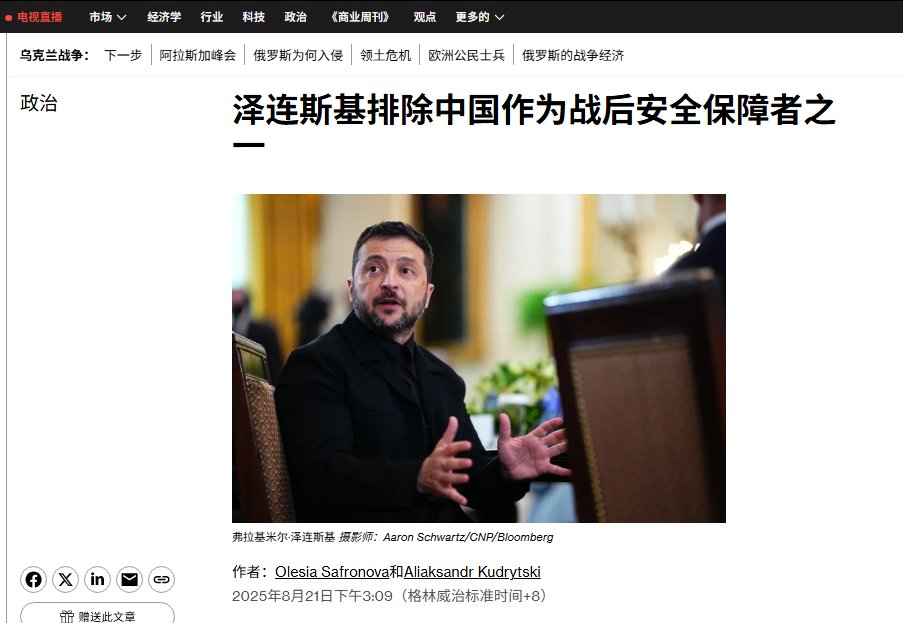 电视直播 市场 经济学 行业 科技 政治 《商业周刊》 观点 更多的
乌克兰战争： 下一步 阿拉斯加峰会 俄罗斯为何入侵 领土危机 欧洲公民士兵 俄罗斯的战争经济
政治
泽连斯基排除中国作为战后安全保障者之
一
弗拉基米尔·泽连斯基 摄影师：Aaron Schwartz/CNP/Bloomberg
作者：Olesia Safronova和Aliaksandr Kudrytski
2025年8月21日下午3:09（格林威治标准时间+8）
赠送此文章